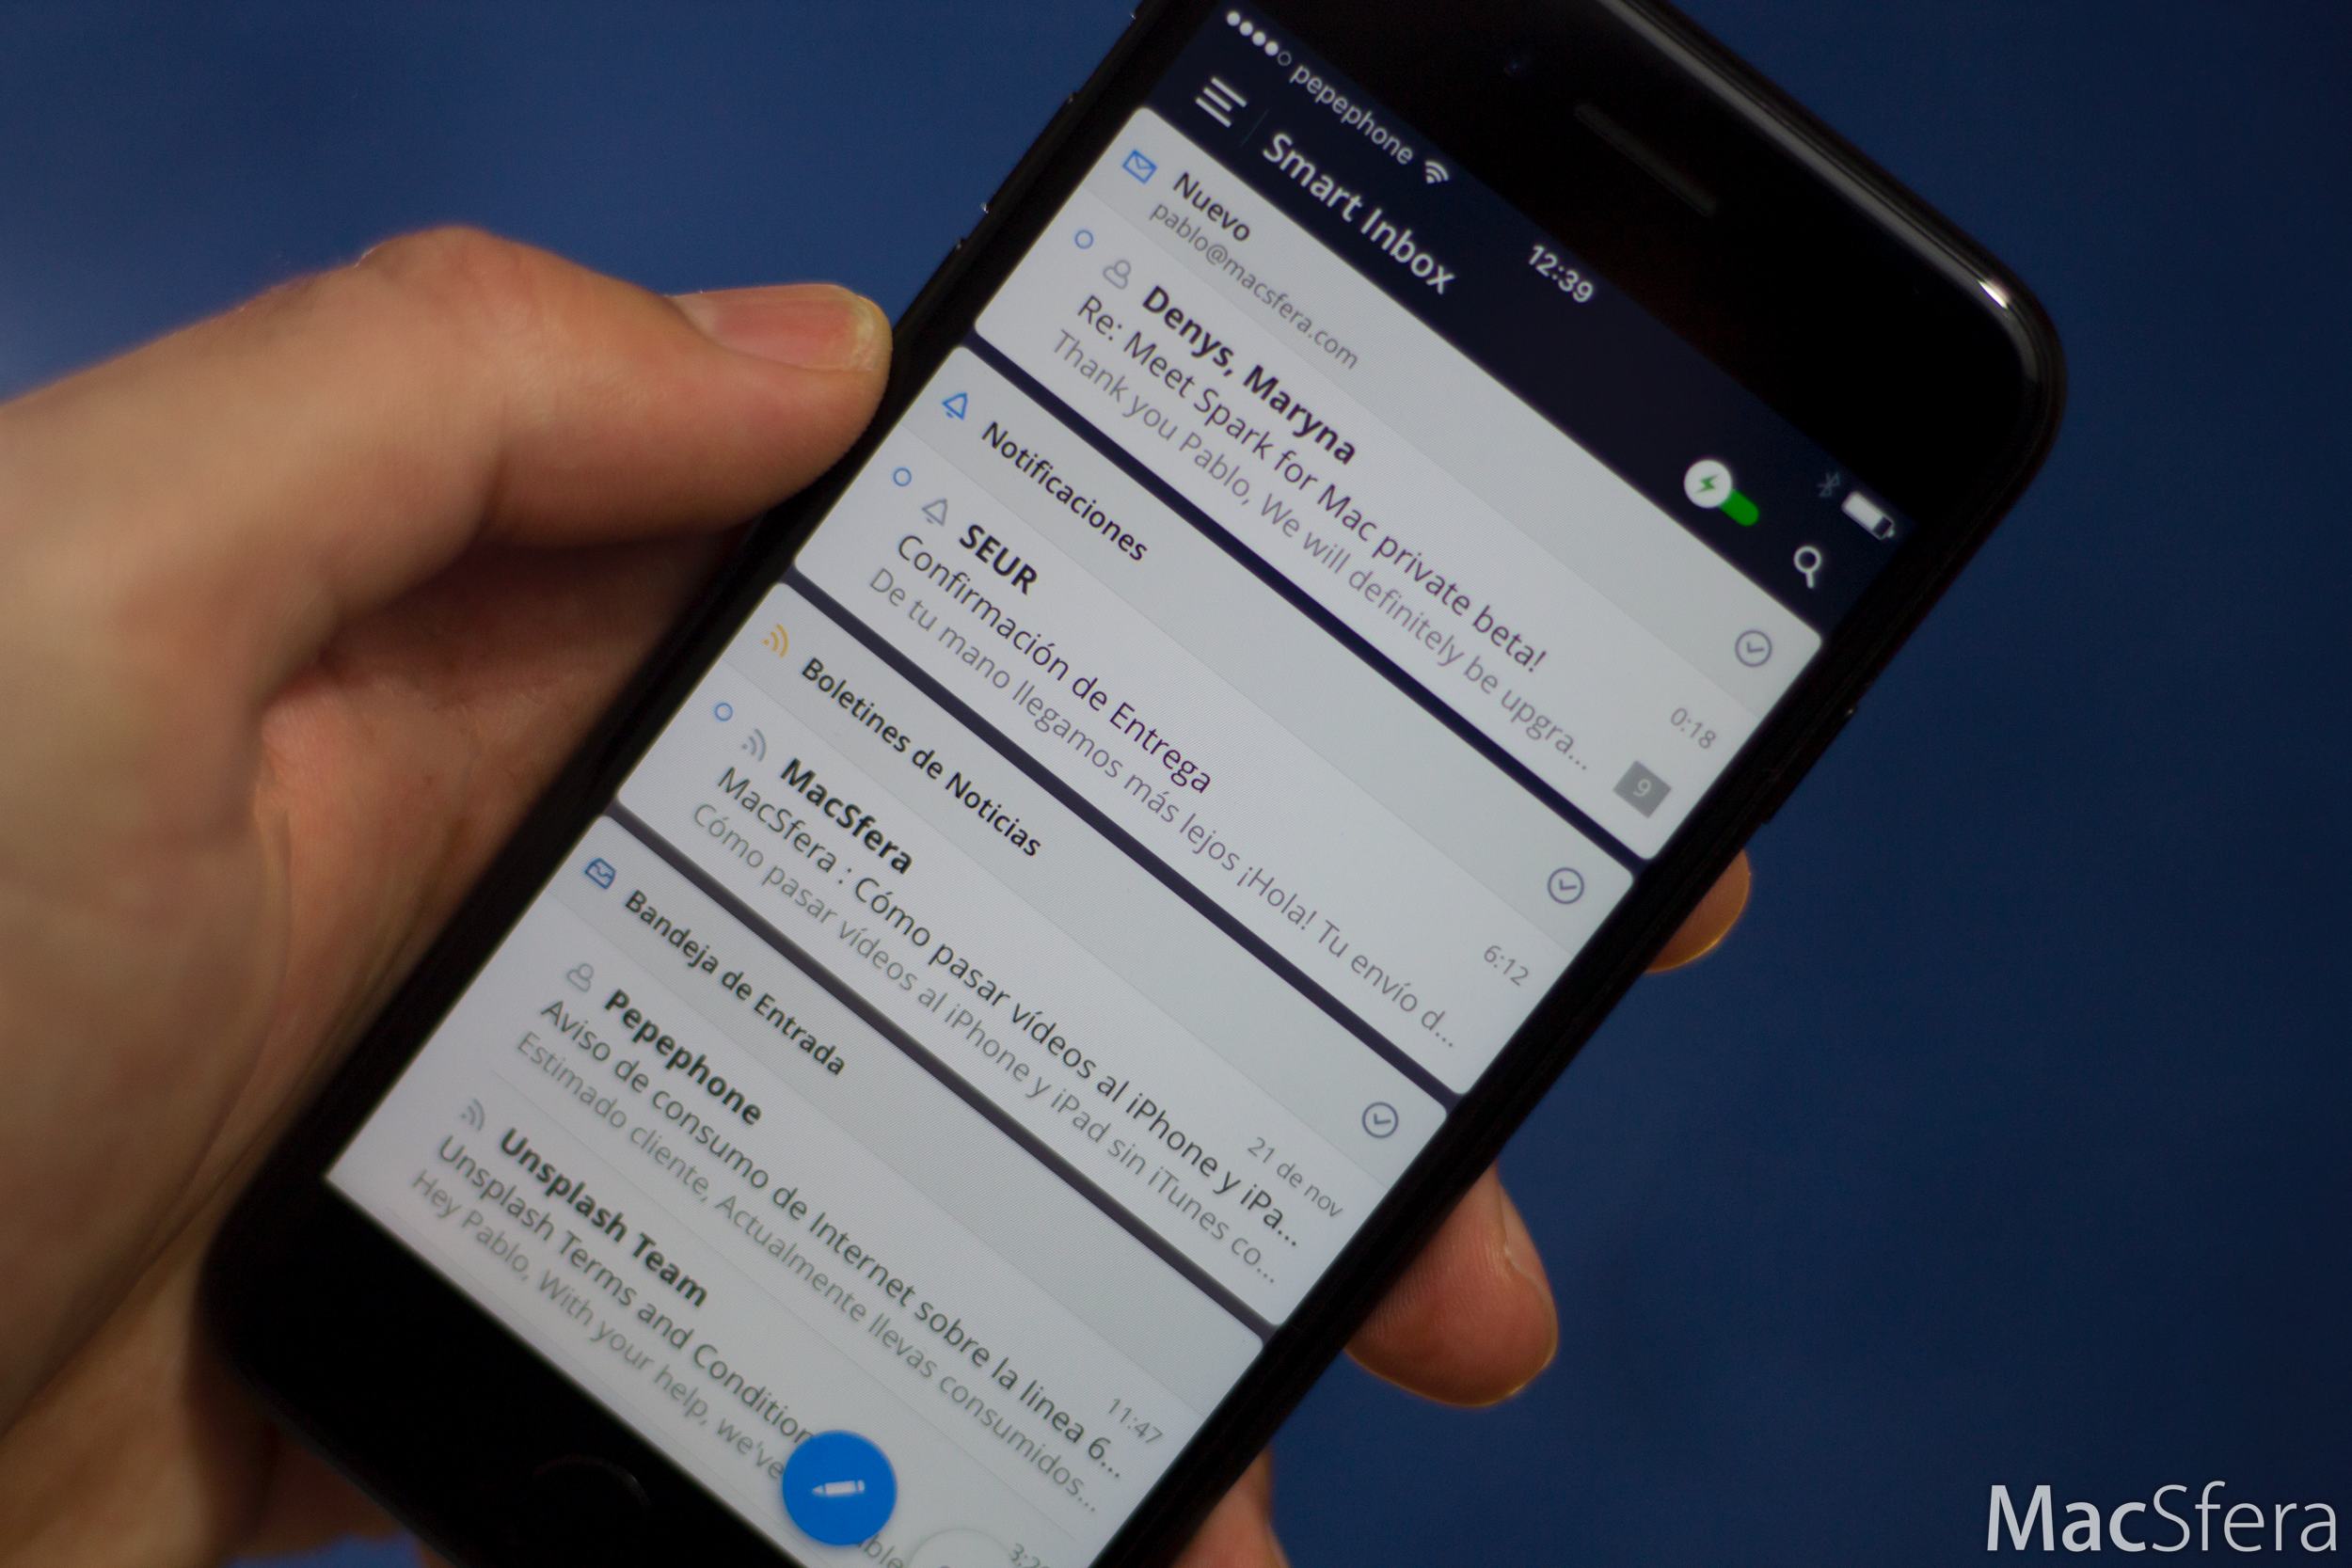 pepephone
12:39
Smart Inbox
Nuevo
pablo@macsfera.com
Denys, Maryna
0:18
Re: Meet Spark for Mac private beta!
Thank you Pablo, We will definitely be upgra...
9
Notificaciones
SEUR
6:12
Confirmación de Entrega
De tu mano llegamos más lejos ¡Hola! Tu envío d...
Boletines de Noticias
MacSfera
21 de nov
MacSfera : Cómo pasar vídeos al iPhone y iPa...
Cómo pasar vídeos al iPhone y iPad sin iTunes co...
Bandeja de Entrada
Pepephone
11:47
Aviso de consumo de Internet sobre la linea 6...
Estimado cliente, Actualmente llevas consumidos...
Unsplash Team
Unsplash Terms and Condition
Hey Pablo, With your help, we've
MacSfera